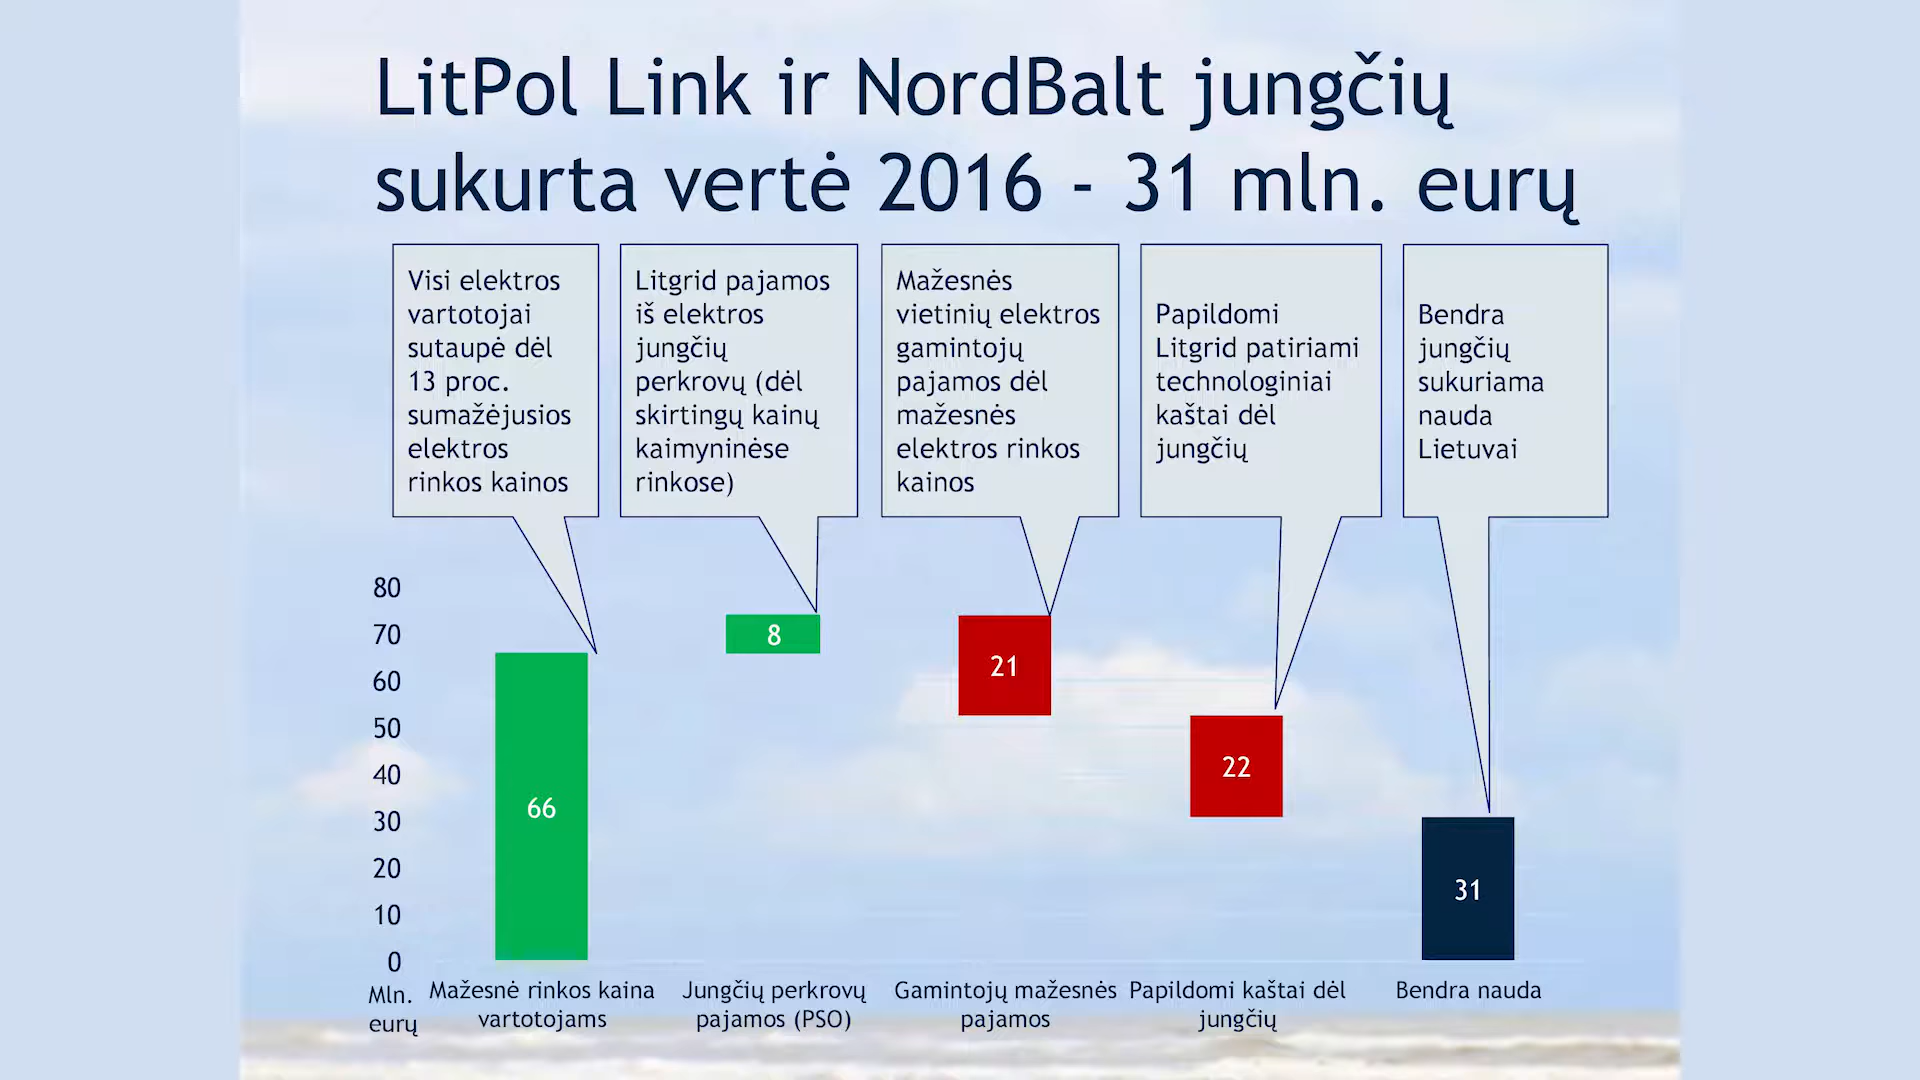 LitPol Link ir NordBalt jungčių
sukurta vertė 2016 - 31 mln. eurų
Visi elektros
vartotojai
sutaupė dėl
13 proc.
sumažėjusios
elektros
rinkos kainos
Litgrid pajamos
iš elektros
jungčių
perkrovų (dėl
skirtingų kainų
kaimyninėse
rinkose)
Mažesnės
vietinių elektros
gamintojų
pajamos dėl
mažesnės
elektros rinkos
kainos
Papildomi
Litgrid patiriami
technologiniai
kaštai dėl
jungčių
Bendra
jungčių
sukuriama
nauda
Lietuvai
80
70
60
50
40
30
20
10
0
Mln.
eurų
66
8
21
22
31
Mažesnė rinkos kaina
vartotojams
Jungčių perkrovų
pajamos (PSO)
Gamintojų mažesnės
pajamos
Papildomi kaštai dėl
jungčių
Bendra nauda